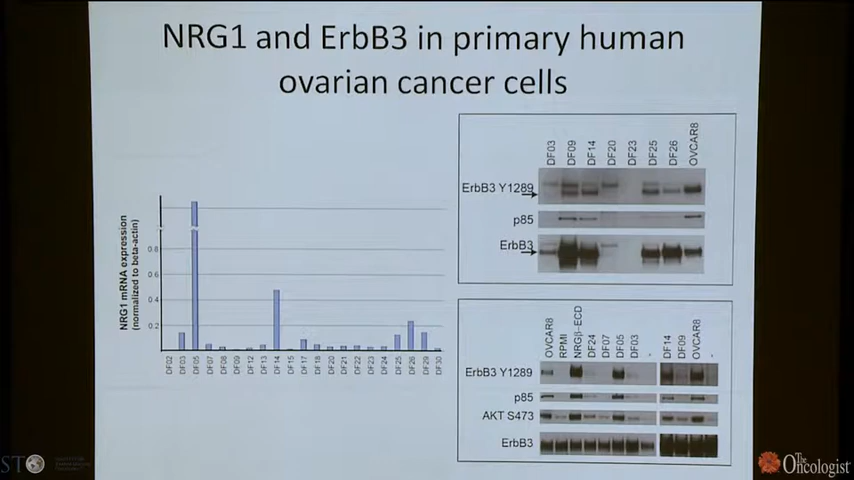 NRG1 and ErbB3 in primary human
ovarian cancer cells
NRG1 mRNA expression
(normalized to beta-actin)
0.8
0.6
0.4
0.2
DF02 DF03 DF05 DF07 DF08 DF09 DF12 DF13 DF14 DF15 DF17 DF18 DF20 DF21 DF22 DF23 DF24 DF25 DF26 DF29 DF30
DF03 DF09 DF14 DF20 DF23 DF25 DF26 OVCAR8
ErbB3 Y1289
p85
ErbB3
OVCAR8 RPMI NRGβ-ECD DF24 DF07 DF05 DF03 - DF14 DF09 OVCAR8 -
ErbB3 Y1289
p85
AKT S473
ErbB3
STO
The
Oncologist